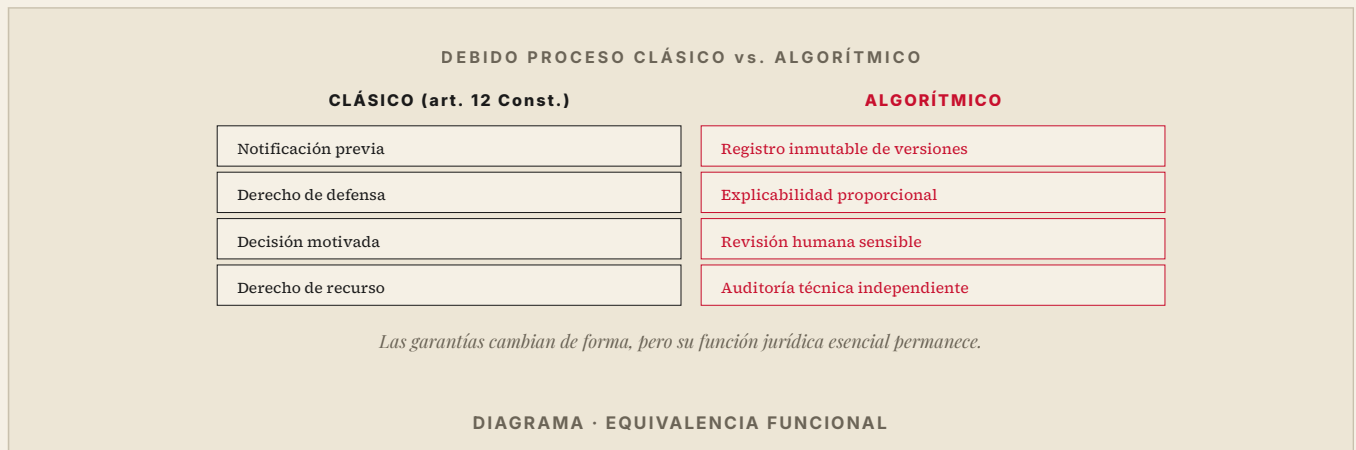 DEBIDO PROCESO CLÁSICO vs. ALGORÍTMICO
CLÁSICO (art. 12 Const.)
ALGORÍTMICO
Notificación previa
Registro inmutable de versiones
Derecho de defensa
Explicabilidad proporcional
Decisión motivada
Revisión humana sensible
Derecho de recurso
Auditoría técnica independiente
Las garantías cambian de forma, pero su función jurídica esencial permanece.
DIAGRAMA · EQUIVALENCIA FUNCIONAL